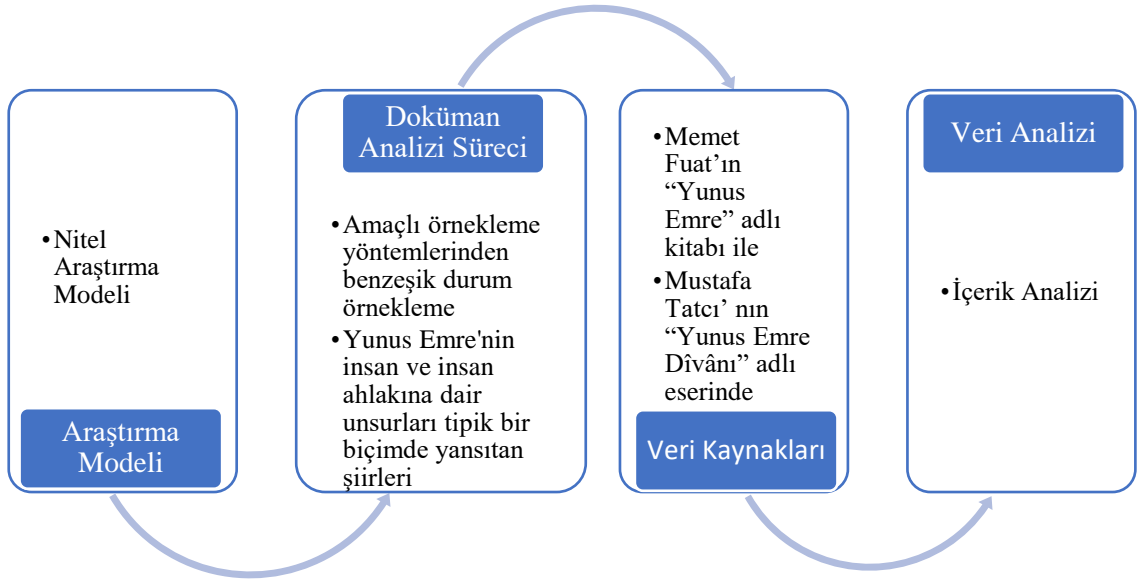 •Nitel
Araştırma
Modeli
Araştırma
Modeli
Doküman
Analizi Süreci
•Amaçlı örnekleme
yöntemlerinden
benzeşik durum
örnekleme
•Yunus Emre'nin
insan ve insan
ahlakına dair
unsurları tipik bir
biçimde yansıtan
şiirleri
•Memet
Fuat’ın
“Yunus
Emre” adlı
kitabı ile
•Mustafa
Tatcı’ nın
“Yunus Emre
Dîvânı” adlı
eserinde
Veri Kaynakları
Veri Analizi
•İçerik Analizi